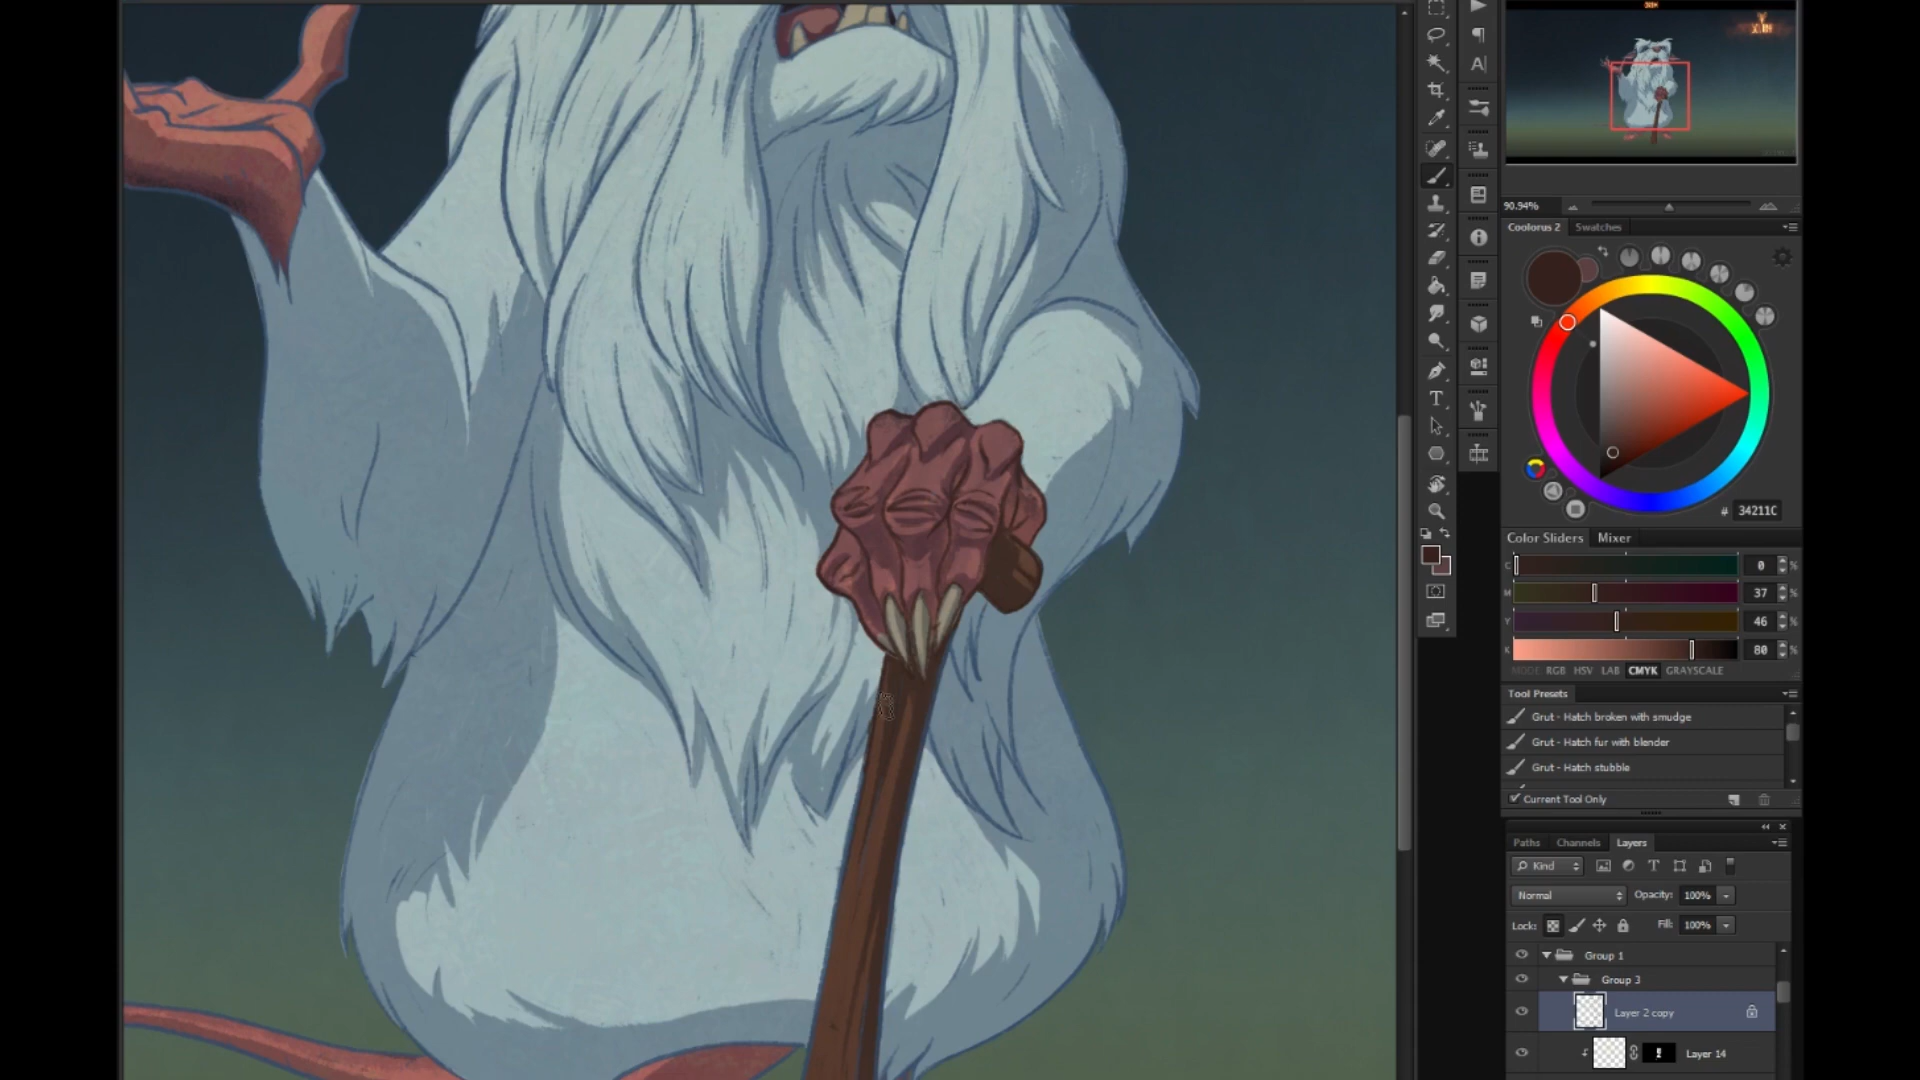 90.94%
Coolorus 2 Swatches
# 34211C
Color Sliders Mixer
C 0 %
M 37 %
Y 46 %
K 80 %
MODE RGB HSV LAB CMYK GRAYSCALE
Tool Presets
Grut - Hatch broken with smudge
Grut - Hatch fur with blender
Grut - Hatch stubble
Current Tool Only
Paths Channels Layers
Kind
Normal Opacity: 100%
Lock: Fill: 100%
Group 1
Group 3
Layer 2 copy
Layer 14